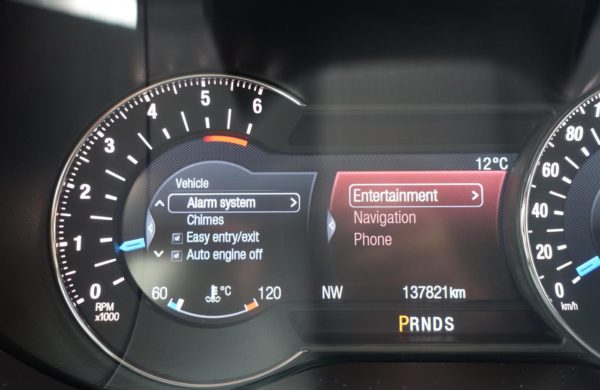 6
5
4
3
2
1
0
RPM
x1000
Vehicle
Alarm system >
Chimes
Easy entry/exit
Auto engine off
60 °C 120
12°C
Entertainment >
Navigation
Phone
NW 137821km
PRNDS
80
60
40
20
0
km/h